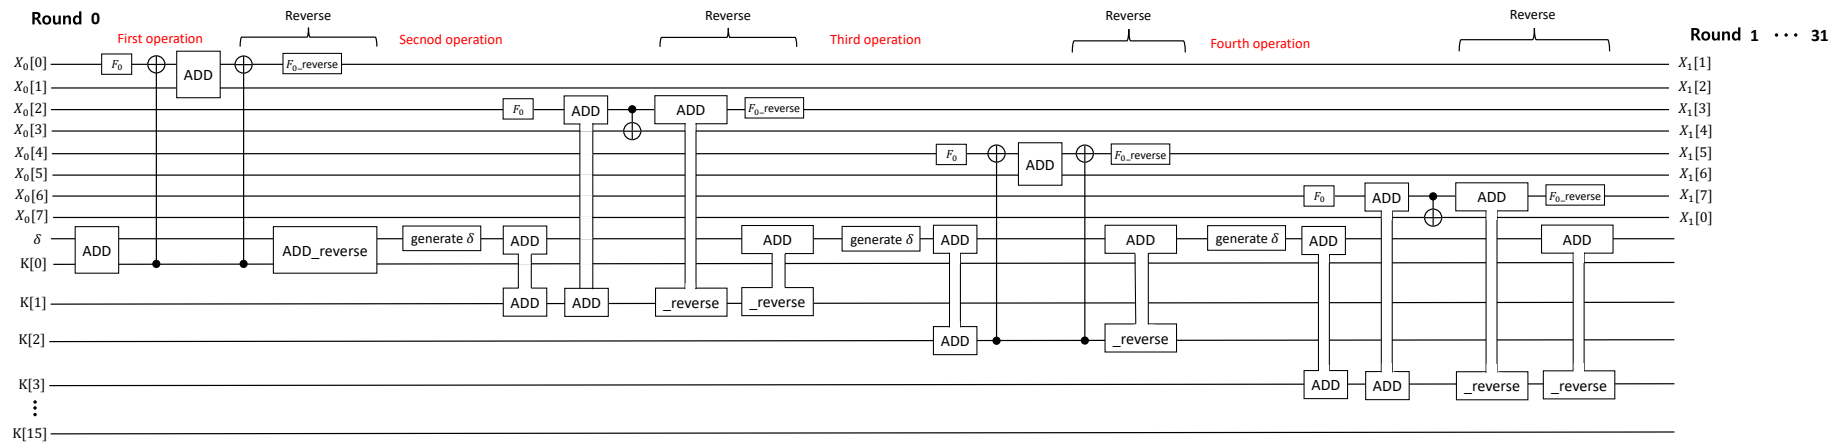 Round 0
Reverse
Reverse
Reverse
Reverse
Round 1 ··· 31
First operation
Secnod operation
Third operation
Fourth operation
X₀[0] F₀ ADD F₀_reverse X₁[1]
X₀[1] X₁[2]
X₀[2] F₀ ADD ADD F₀_reverse X₁[3]
X₀[3] X₁[4]
X₀[4] F₀ ADD F₀_reverse X₁[5]
X₀[5] X₁[6]
X₀[6] F₀ ADD ADD F₀_reverse X₁[7]
X₀[7] X₁[0]
δ ADD ADD_reverse generate δ ADD ADD generate δ ADD ADD generate δ ADD ADD
K[0]
K[1] ADD ADD _reverse _reverse
K[2] ADD _reverse
K[3] ADD ADD _reverse _reverse
⋮
K[15]